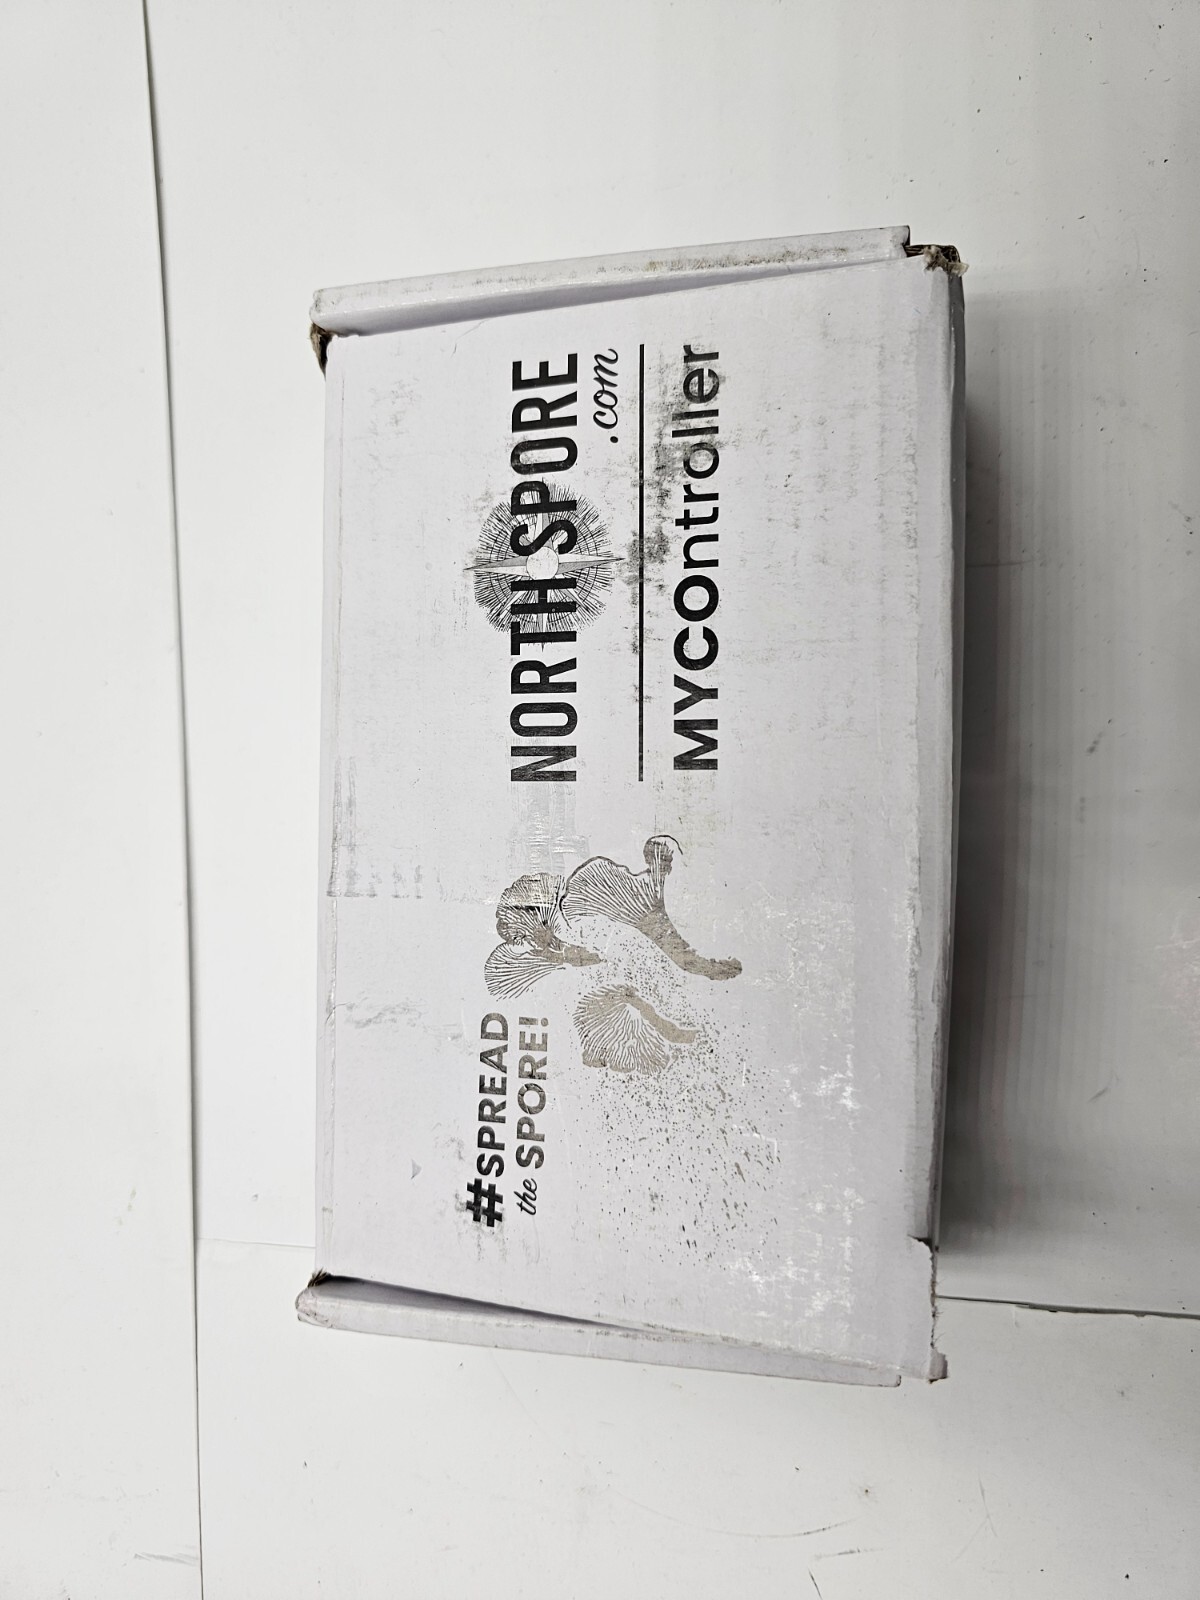 #SPREAD
the SPORE!
NORTH SPORE
.com
MYCOntroller